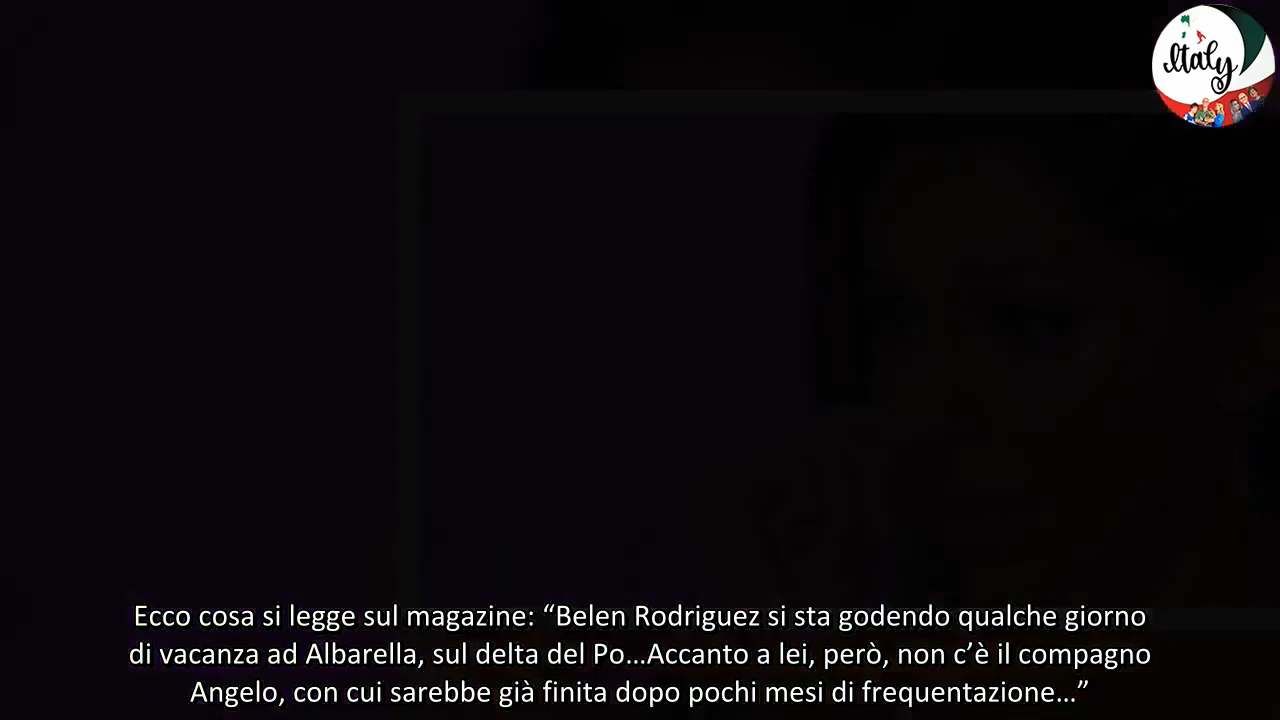 Italy
Ecco cosa si legge sul magazine: “Belen Rodriguez si sta godendo qualche giorno
di vacanza ad Albarella, sul delta del Po...Accanto a lei, però, non c’è il compagno
Angelo, con cui sarebbe già finita dopo pochi mesi di frequentazione...”